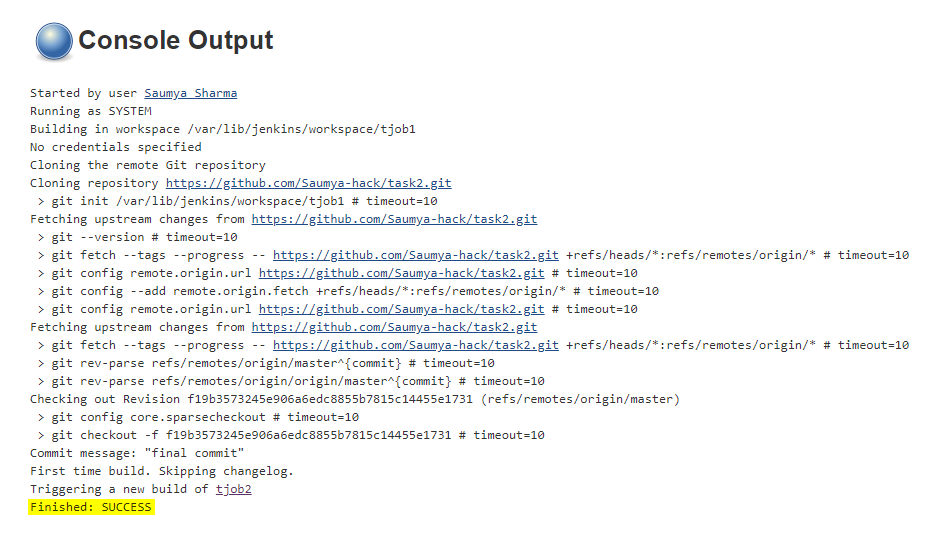 Console Output
Started by user Saumya Sharma
Running as SYSTEM
Building in workspace /var/lib/jenkins/workspace/tjob1
No credentials specified
Cloning the remote Git repository
Cloning repository https://github.com/Saumya-hack/task2.git
> git init /var/lib/jenkins/workspace/tjob1 # timeout=10
Fetching upstream changes from https://github.com/Saumya-hack/task2.git
> git --version # timeout=10
> git fetch --tags --progress -- https://github.com/Saumya-hack/task2.git +refs/heads/*:refs/remotes/origin/* # timeout=10
> git config remote.origin.url https://github.com/Saumya-hack/task2.git # timeout=10
> git config --add remote.origin.fetch +refs/heads/*:refs/remotes/origin/* # timeout=10
> git config remote.origin.url https://github.com/Saumya-hack/task2.git # timeout=10
Fetching upstream changes from https://github.com/Saumya-hack/task2.git
> git fetch --tags --progress -- https://github.com/Saumya-hack/task2.git +refs/heads/*:refs/remotes/origin/* # timeout=10
> git rev-parse refs/remotes/origin/master^{commit} # timeout=10
> git rev-parse refs/remotes/origin/origin/master^{commit} # timeout=10
Checking out Revision f19b3573245e906a6edc8855b7815c14455e1731 (refs/remotes/origin/master)
> git config core.sparsecheckout # timeout=10
> git checkout -f f19b3573245e906a6edc8855b7815c14455e1731 # timeout=10
Commit message: "final commit"
First time build. Skipping changelog.
Triggering a new build of tjob2
Finished: SUCCESS